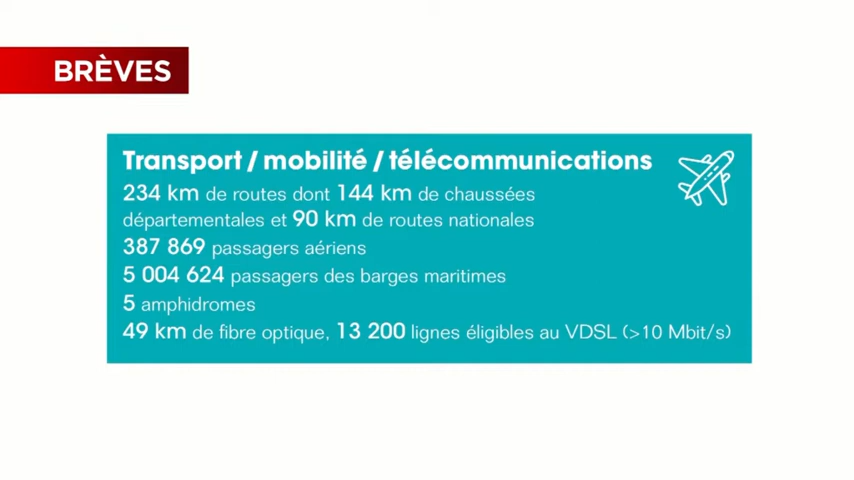 BRÈVES
Transport / mobilité / télécommunications
234 km de routes dont 144 km de chaussées
départementales et 90 km de routes nationales
387 869 passagers aériens
5 004 624 passagers des barges maritimes
5 amphidromes
49 km de fibre optique, 13 200 lignes éligibles au VDSL (>10 Mbit/s)